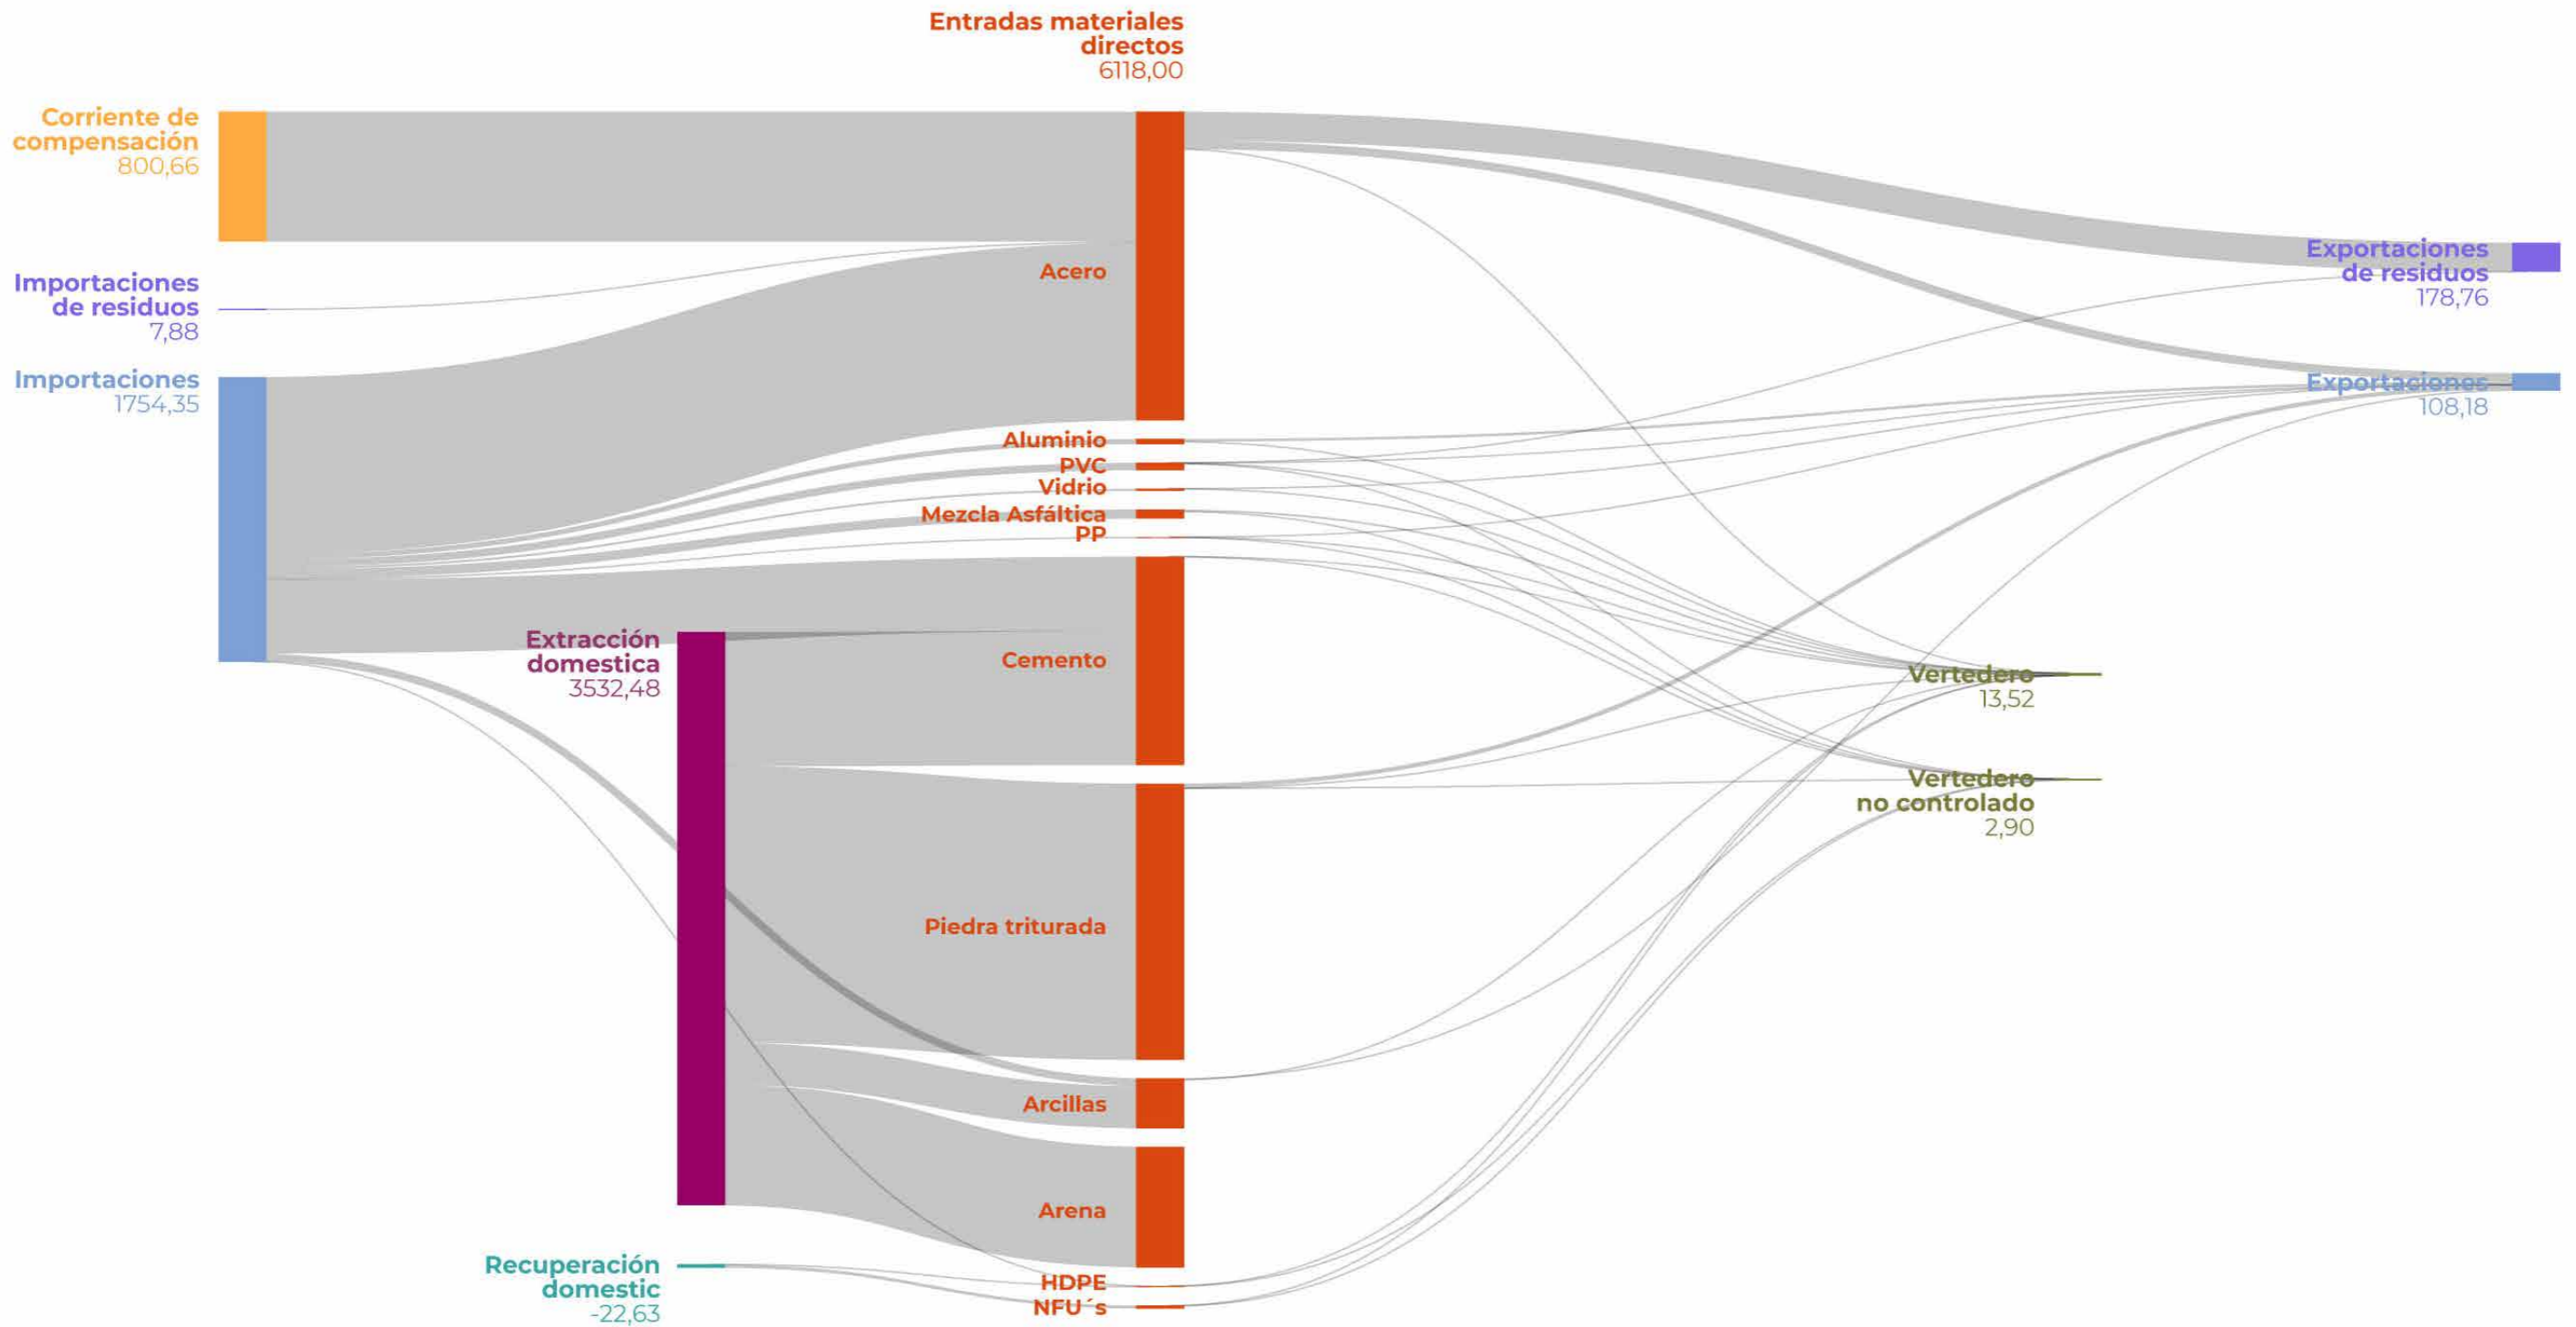 Entradas materiales
directos
6118,00
Corriente de
compensación
800,66
Importaciones
de residuos
7,88
Importaciones
1754,35
Extracción
domestica
3532,48
Recuperación
domestic
-22,63
Acero
Aluminio
PVC
Vidrio
Mezcla Asfáltica
PP
Cemento
Piedra triturada
Arcillas
Arena
HDPE
NFU´s
Exportaciones
de residuos
178,76
Exportaciones
108,18
Vertedero
13,52
Vertedero
no controlado
2,90